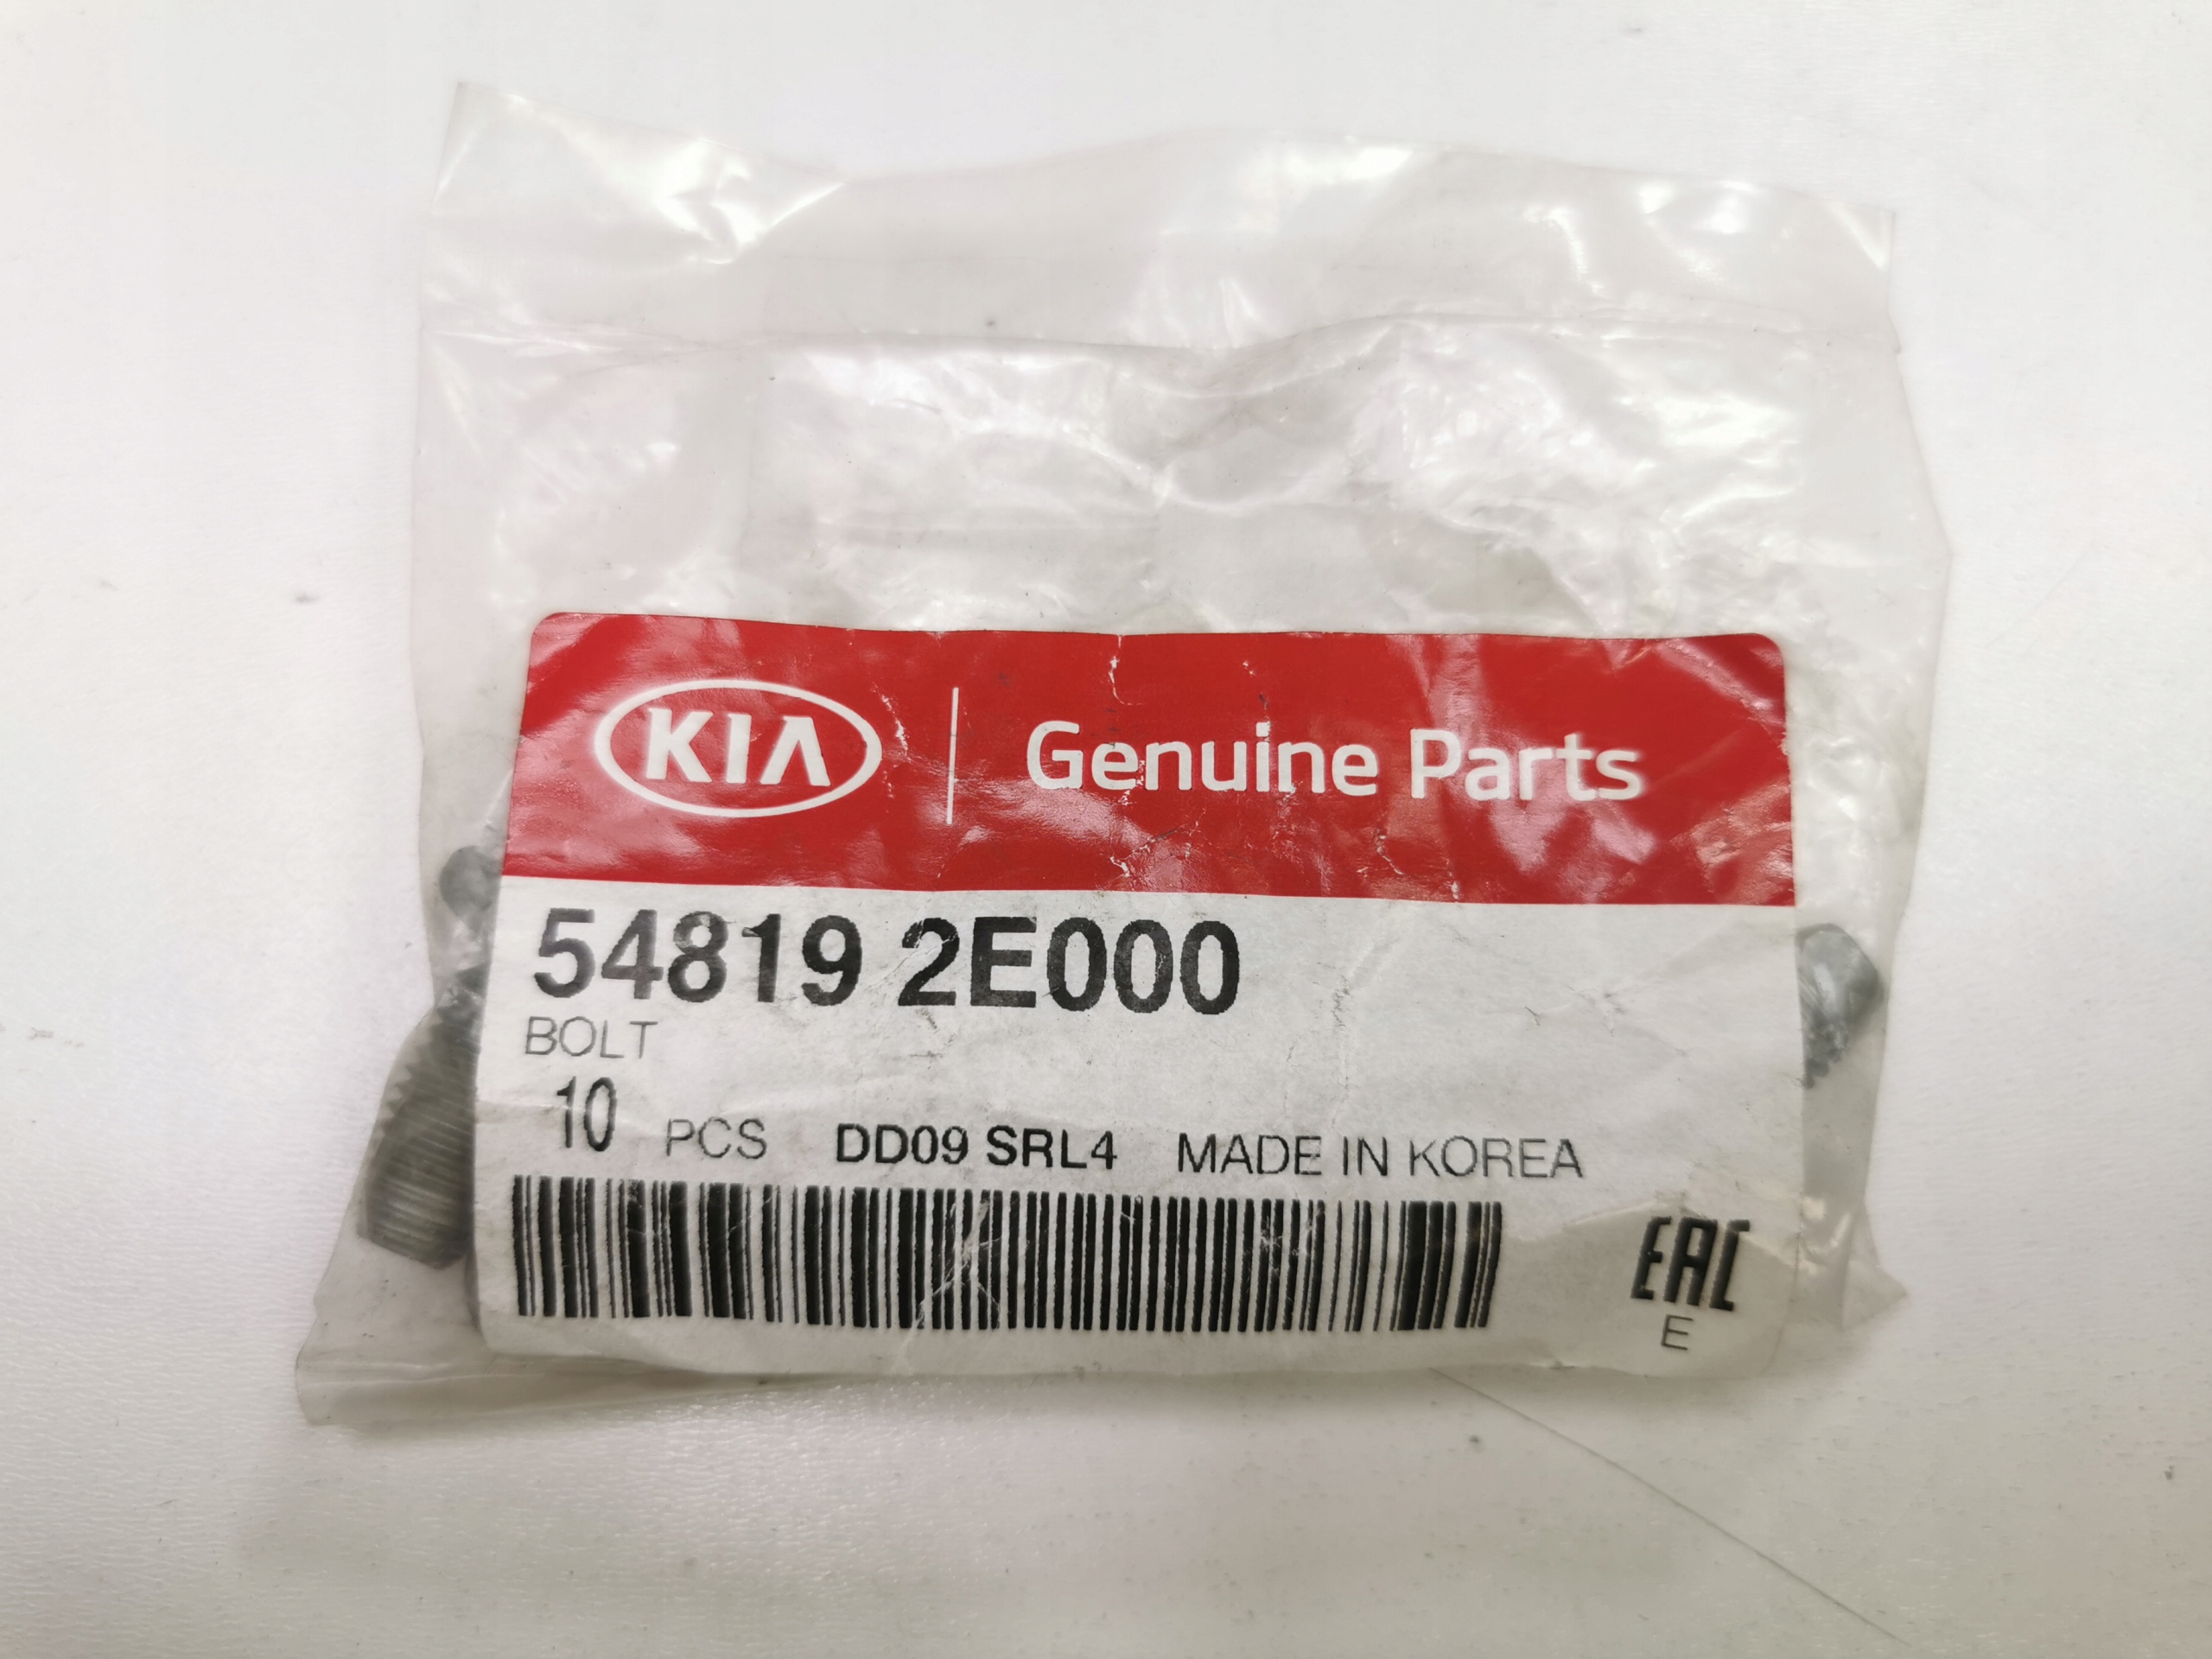 KIA Genuine Parts
54819 2E000
BOLT
10 PCS DD09 SRL4 MADE IN KOREA
EAC
E